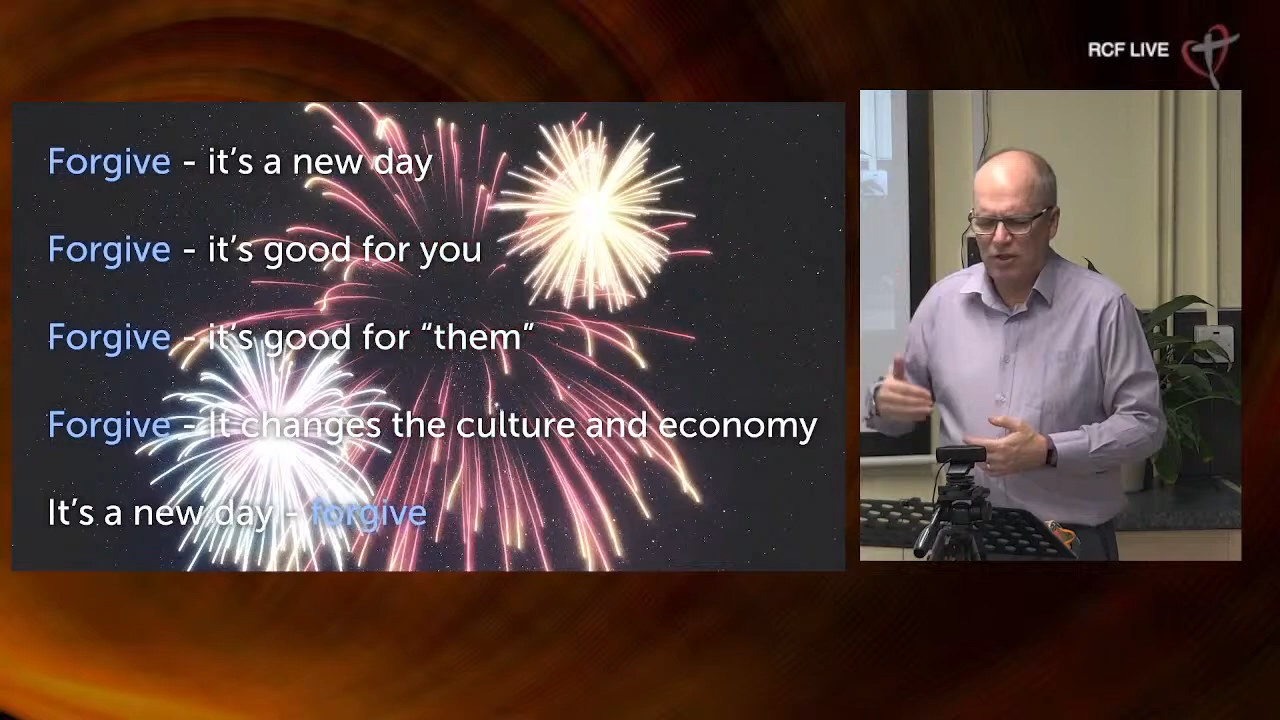 RCF LIVE
Forgive - it's a new day
Forgive - it's good for you
Forgive - it's good for “them”
Forgive - It changes the culture and economy
It's a new day - forgive